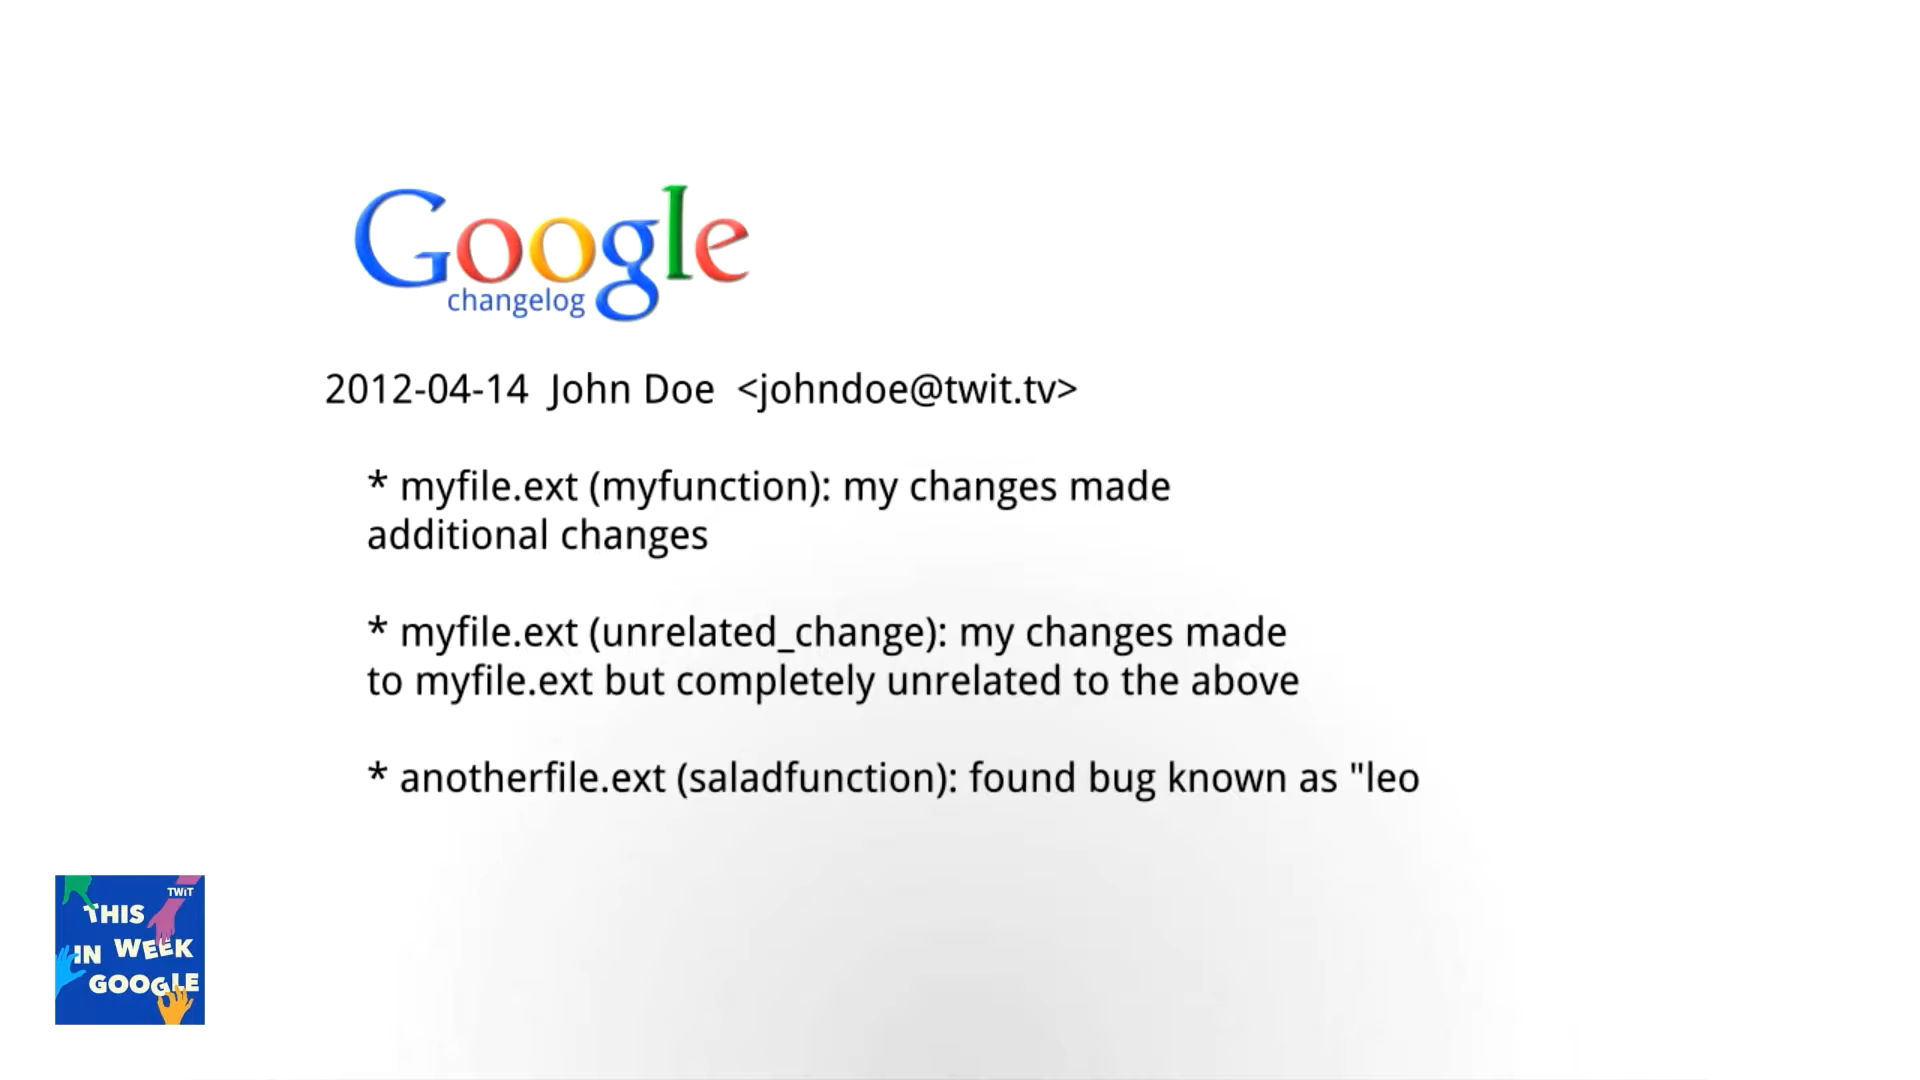 Google
changelog
2012-04-14 John Doe <johndoe@twit.tv>
* myfile.ext (myfunction): my changes made
additional changes
* myfile.ext (unrelated_change): my changes made
to myfile.ext but completely unrelated to the above
* anotherfile.ext (saladfunction): found bug known as "leo
TWiT
THIS
IN WEEK
GOOGLE